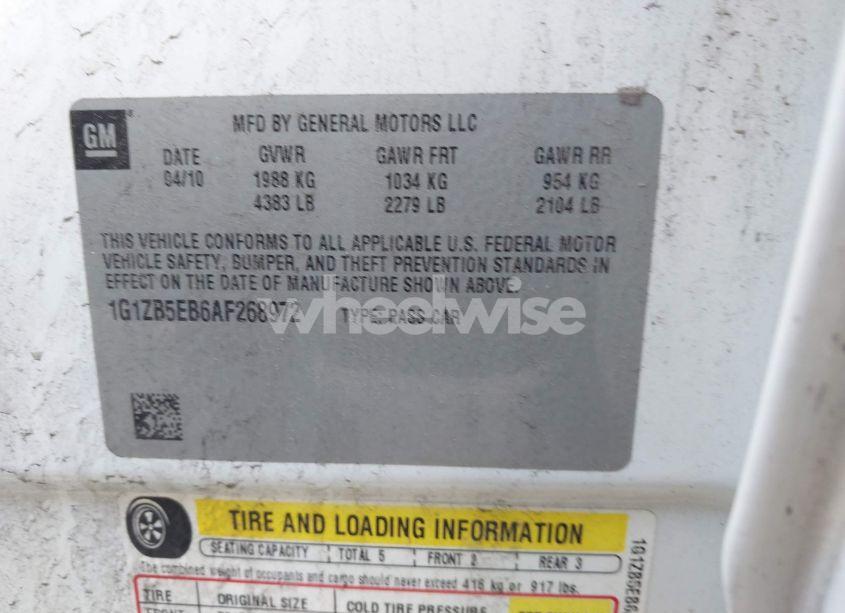 GM
MFD BY GENERAL MOTORS LLC
DATE GVWR GAWR FRT GAWR RR
04/10 1988 KG 1034 KG 954 KG
4383 LB 2279 LB 2104 LB
THIS VEHICLE CONFORMS TO ALL APPLICABLE U.S. FEDERAL MOTOR
VEHICLE SAFETY, BUMPER, AND THEFT PREVENTION STANDARDS IN
EFFECT ON THE DATE OF MANUFACTURE SHOWN ABOVE.
1G1ZB5EB6AF268972 TYPE: PASS CAR
wheelwise
TIRE AND LOADING INFORMATION
SEATING CAPACITY TOTAL 5 FRONT 2 REAR 3
The combined weight of occupants and cargo should never exceed 416 kg or 917 lbs.
TIRE ORIGINAL SIZE COLD TIRE PRESSURE
1G1ZB5EB6